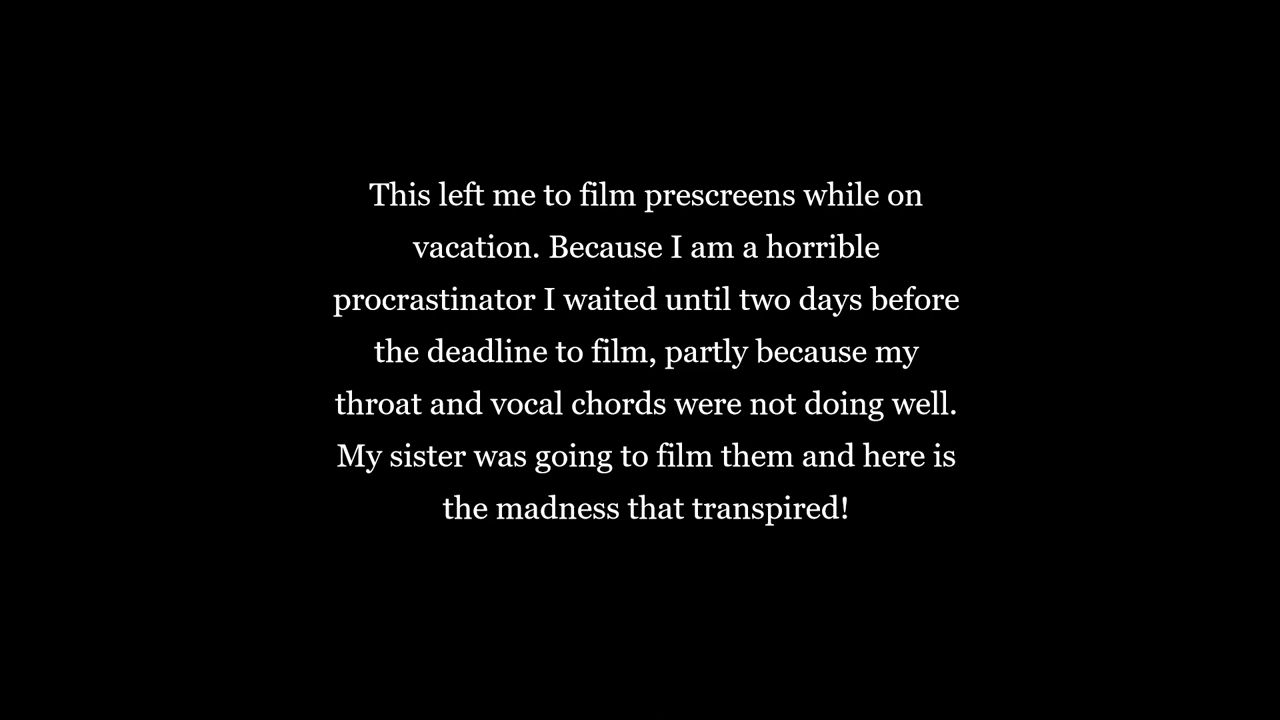 This left me to film prescreens while on
vacation. Because I am a horrible
procrastinator I waited until two days before
the deadline to film, partly because my
throat and vocal chords were not doing well.
My sister was going to film them and here is
the madness that transpired!